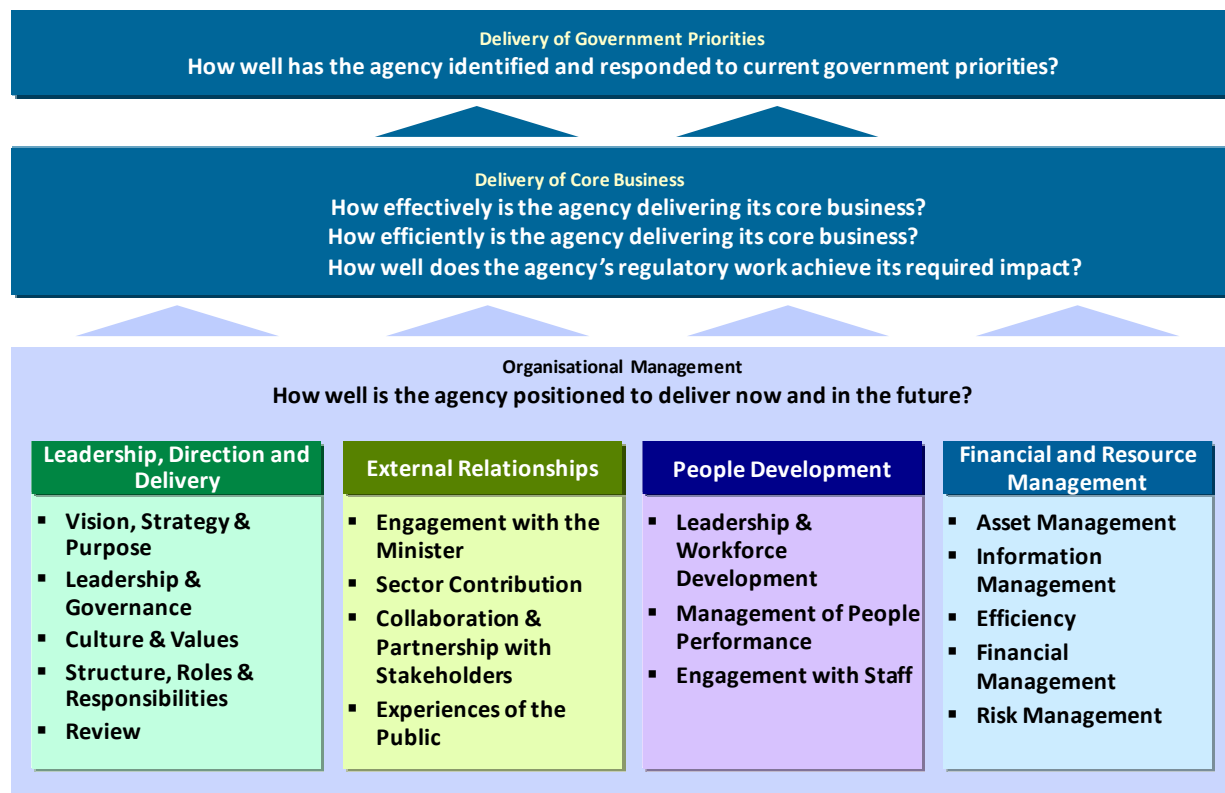 Delivery of Government Priorities
How well has the agency identified and responded to current government priorities?
Delivery of Core Business
How effectively is the agency delivering its core business?
How efficiently is the agency delivering its core business?
How well does the agency's regulatory work achieve its required impact?
Organisational Management
How well is the agency positioned to deliver now and in the future?
Leadership, Direction and
Delivery
▪ Vision, Strategy &
Purpose
▪ Leadership &
Governance
▪ Culture & Values
▪ Structure, Roles &
Responsibilities
▪ Review
External Relationships
▪ Engagement with the
Minister
▪ Sector Contribution
▪ Collaboration &
Partnership with
Stakeholders
▪ Experiences of the
Public
People Development
▪ Leadership &
Workforce
Development
▪ Management of People
Performance
▪ Engagement with Staff
Financial and Resource
Management
▪ Asset Management
▪ Information
Management
▪ Efficiency
▪ Financial
Management
▪ Risk Management